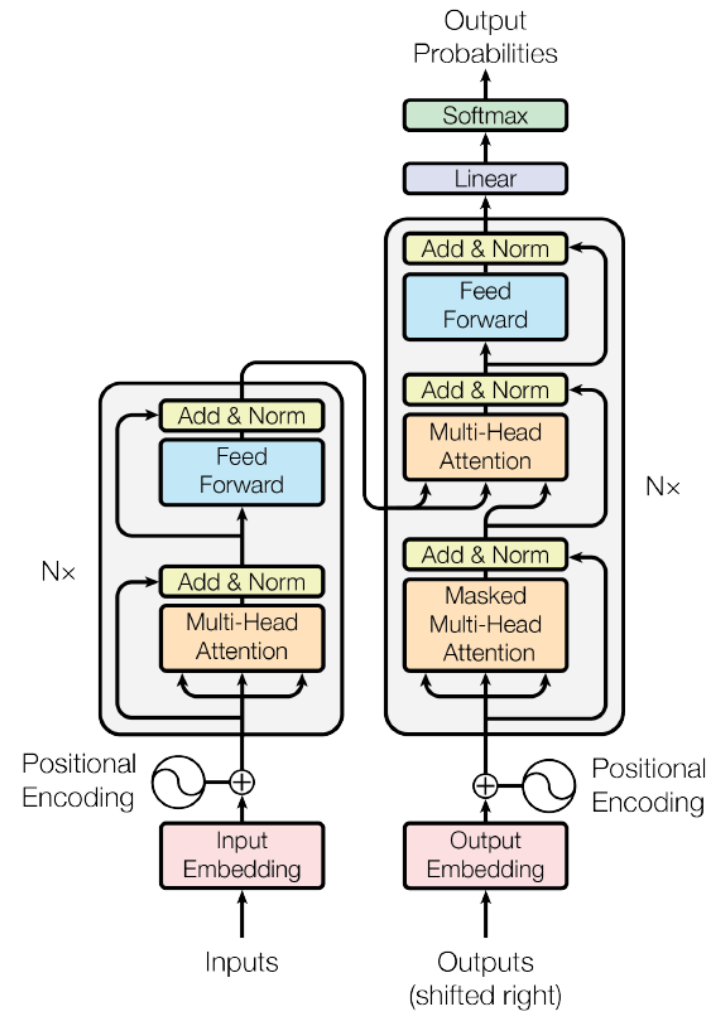 Output
Probabilities
Softmax
Linear
Add & Norm
Feed
Forward
Add & Norm
Multi-Head
Attention
N×
Add & Norm
Masked
Multi-Head
Attention
Add & Norm
Feed
Forward
N×
Add & Norm
Multi-Head
Attention
Positional
Encoding
Positional
Encoding
Input
Embedding
Output
Embedding
Inputs
Outputs
(shifted right)